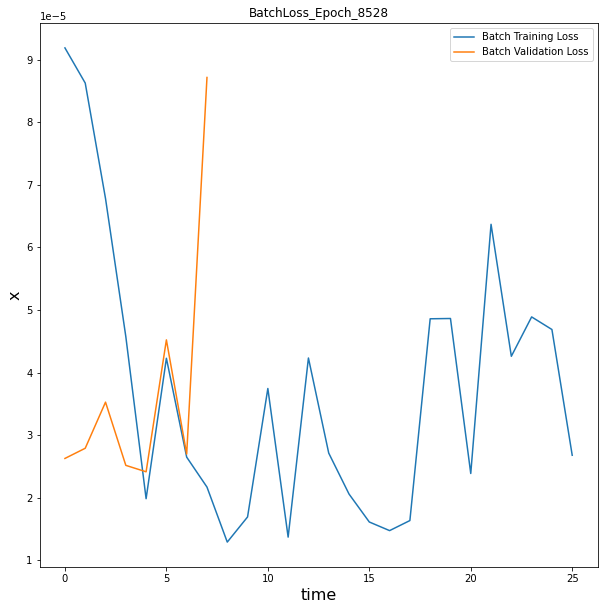 BatchLoss_Epoch_8528
1e−5
Batch Training Loss
Batch Validation Loss
9
8
7
6
5
4
3
2
1
x
0 5 10 15 20 25
time